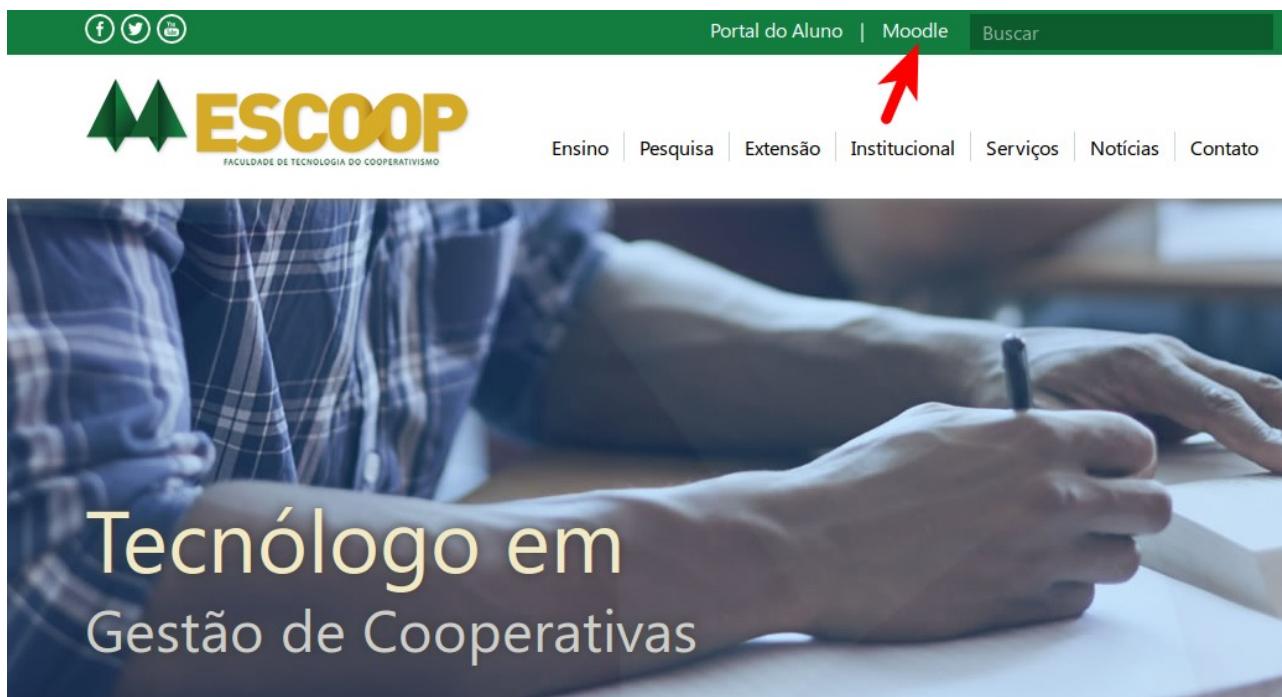 Portal do Aluno | Moodle Buscar
ESCOOP
FACULDADE DE TECNOLOGIA DO COOPERATIVISMO
Ensino Pesquisa Extensão Institucional Serviços Notícias Contato
Tecnólogo em
Gestão de Cooperativas